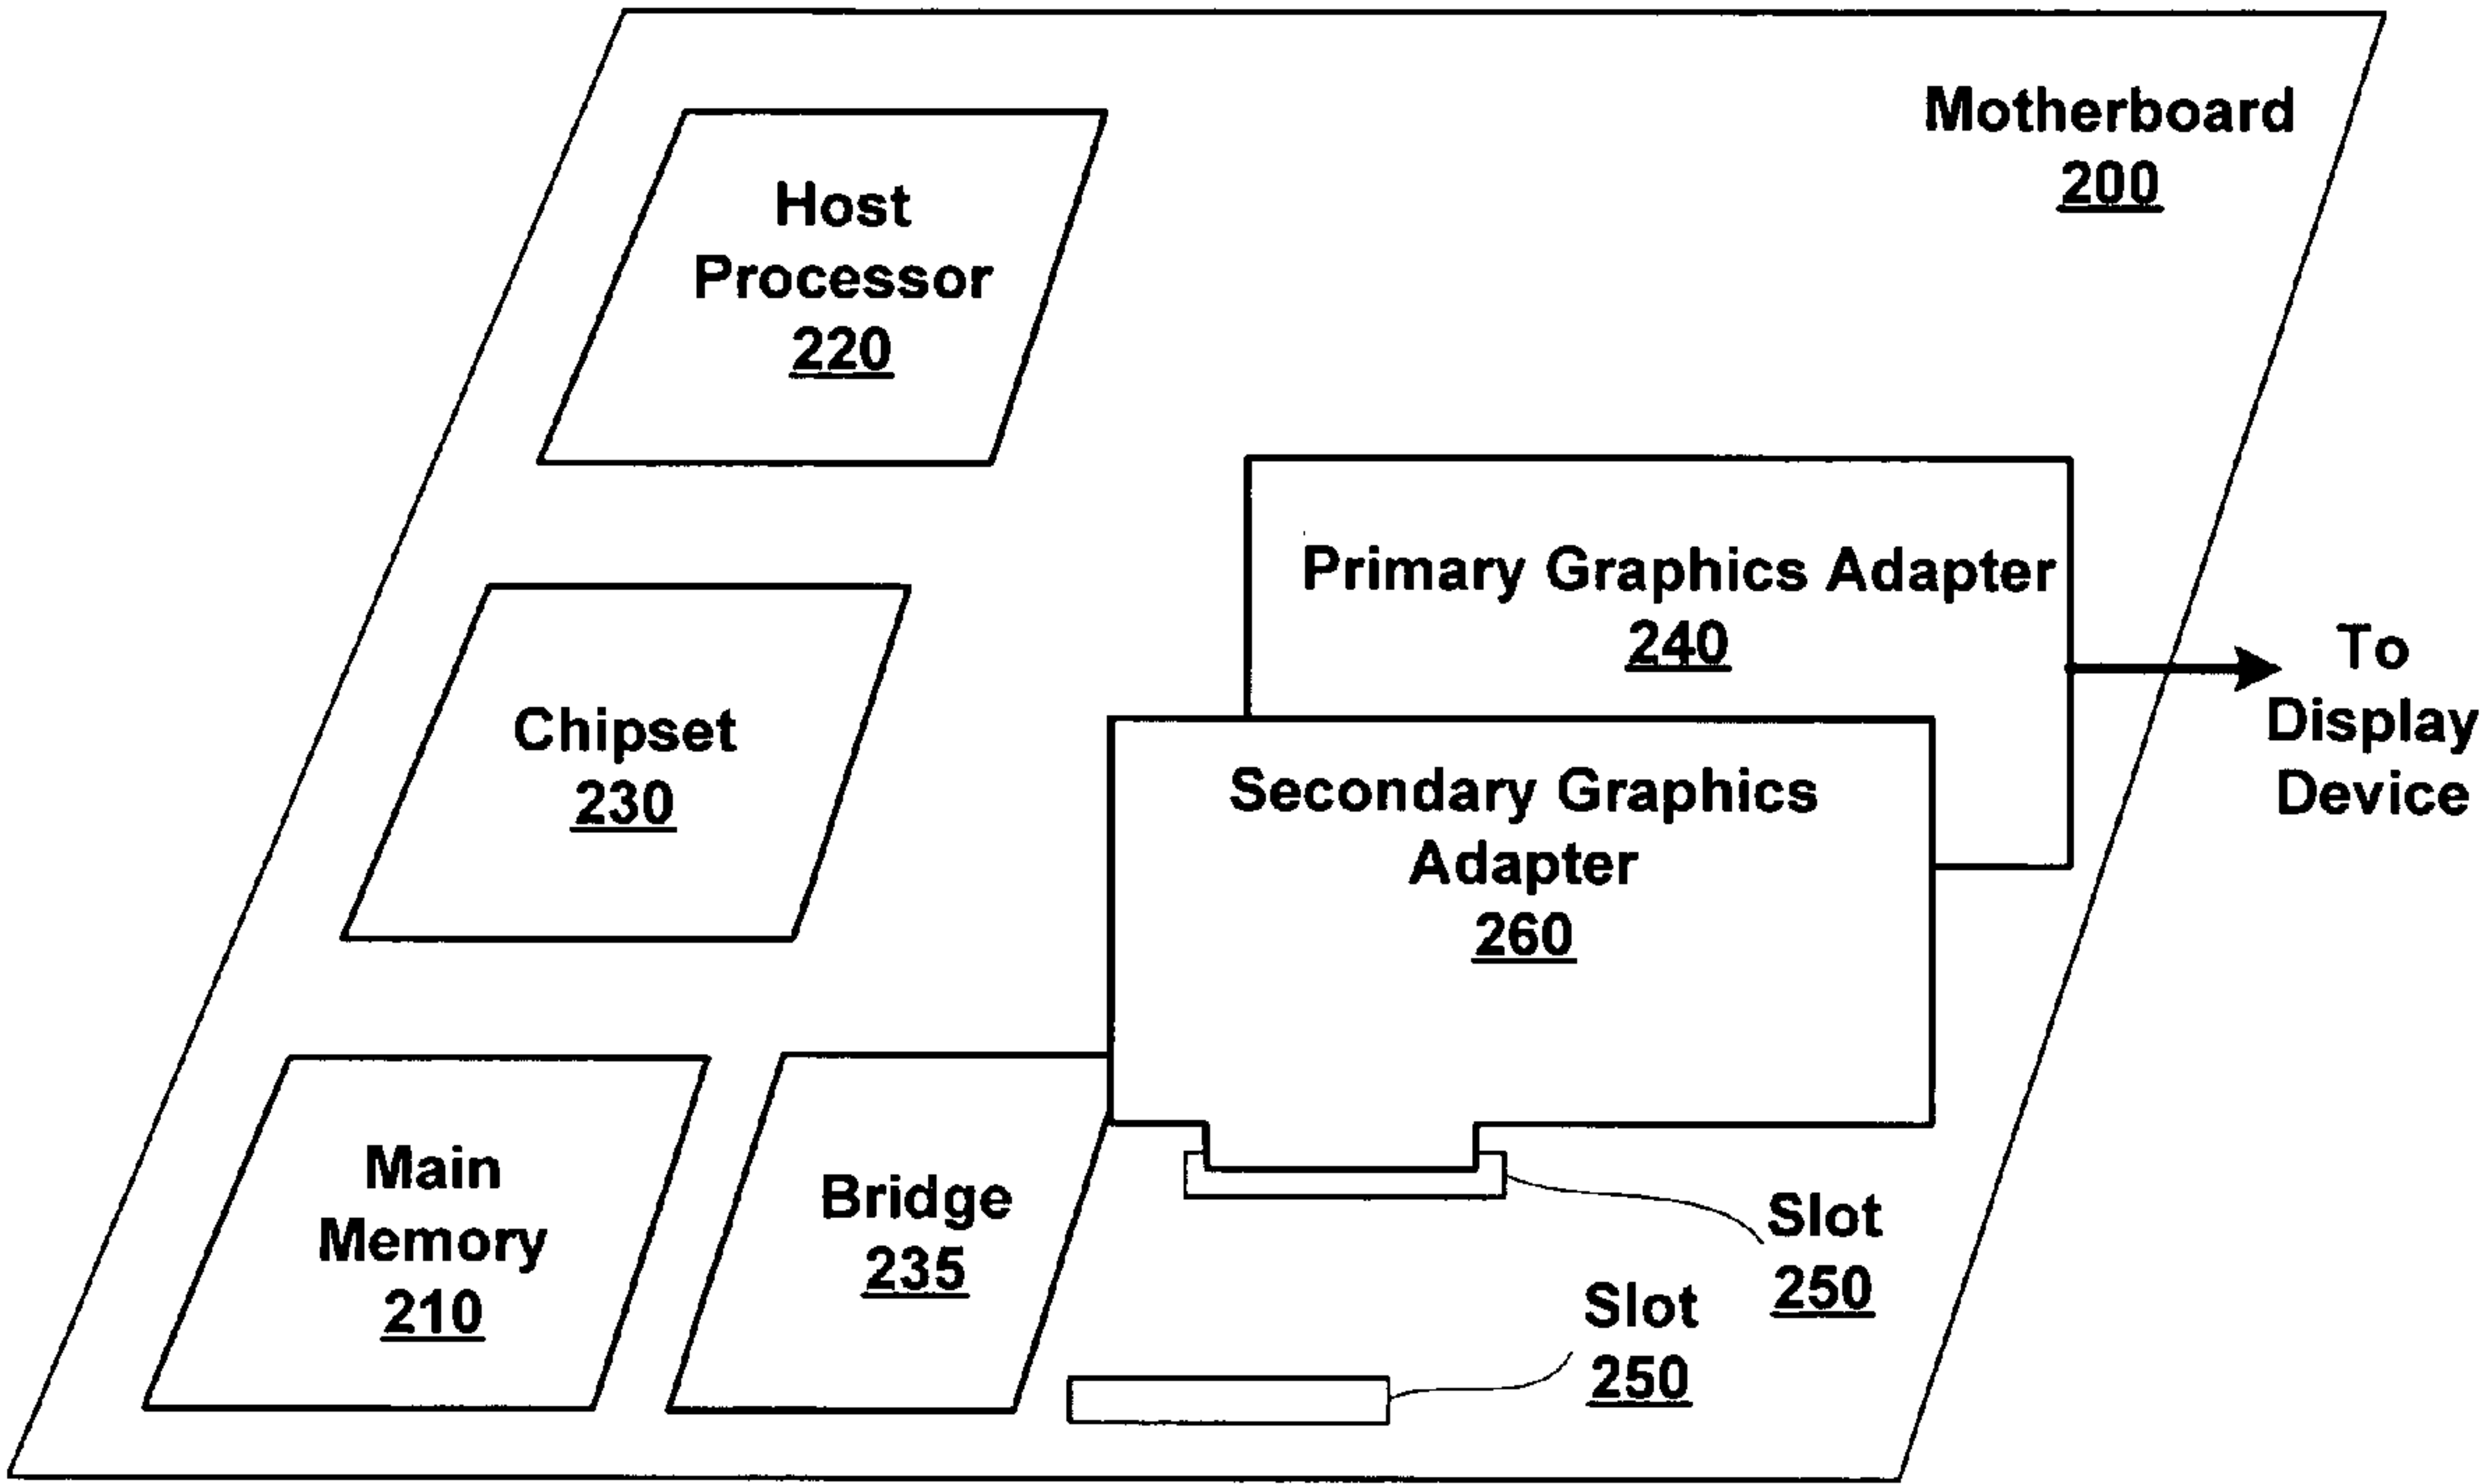 Motherboard
200
Host
Processor
220
Primary Graphics Adapter
240
To
Display
Device
Chipset
230
Secondary Graphics
Adapter
260
Main
Memory
210
Bridge
235
Slot
250
Slot
250